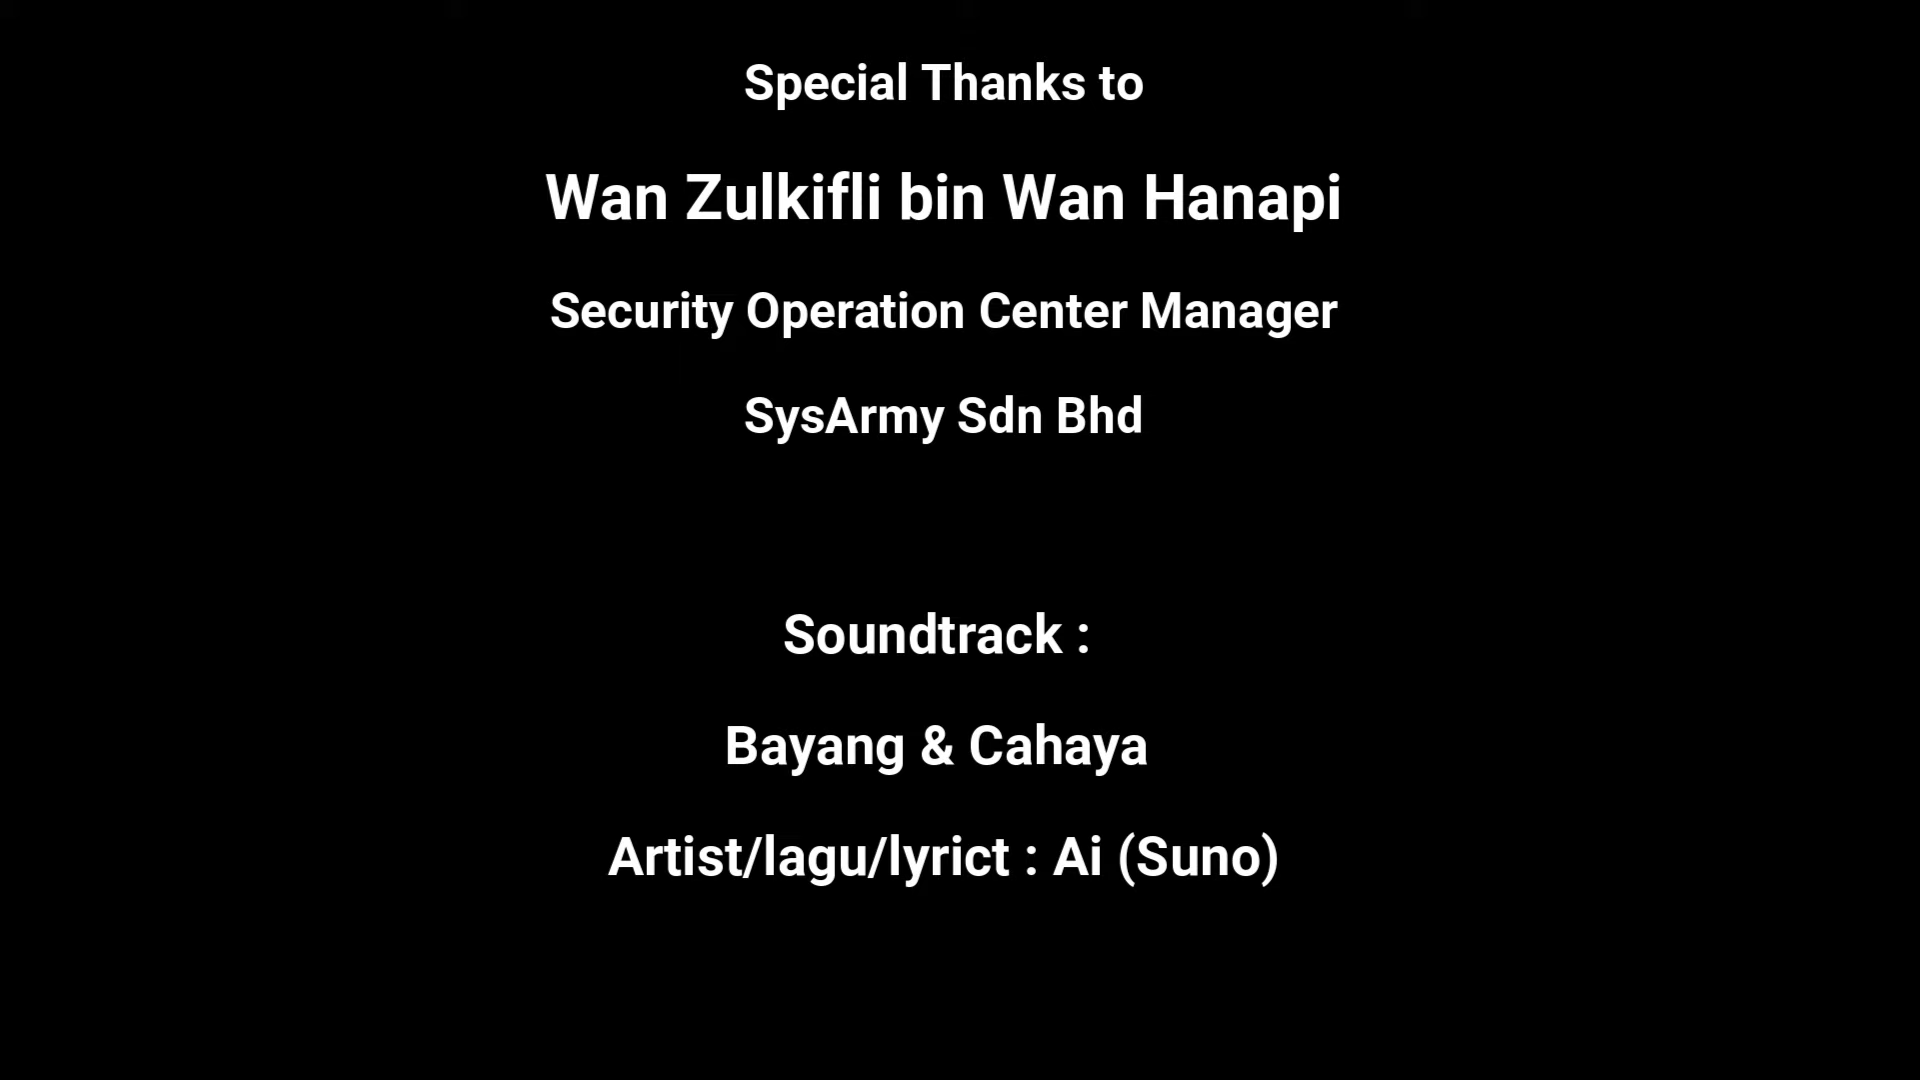 Special Thanks to
Wan Zulkifli bin Wan Hanapi
Security Operation Center Manager
SysArmy Sdn Bhd
Soundtrack :
Bayang & Cahaya
Artist/lagu/lyrict : Ai (Suno)